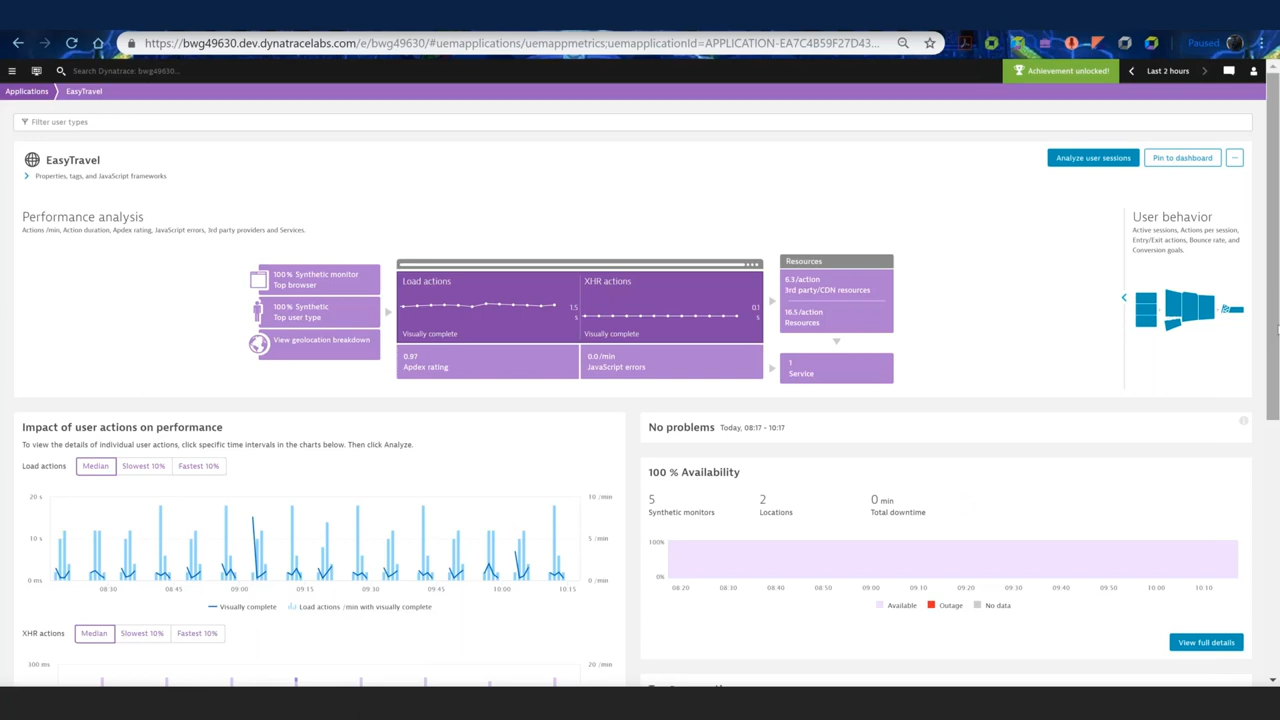 https://bwg49630.dev.dynatracelabs.com/e/bwg49630/#uemapplications/uemappmetrics;uemapplicationId=APPLICATION-EA7C4B59F27D43...
Paused
Search Dynatrace: bwg49630...
Achievement unlocked!
Last 2 hours
Applications
EasyTravel
Filter user types
EasyTravel
Analyze user sessions
Pin to dashboard
...
Properties, tags, and JavaScript frameworks
Performance analysis
Actions /min, Action duration, Apdex rating, JavaScript errors, 3rd party providers and Services.
User behavior
Active sessions, Actions per session,
Entry/Exit actions, Bounce rate, and
Conversion goals.
100% Synthetic monitor
Top browser
100% Synthetic
Top user type
View geolocation breakdown
Load actions
1.5
s
Visually complete
XHR actions
0.1
s
Visually complete
0.97
Apdex rating
0.0 /min
JavaScript errors
Resources
6.3 /action
3rd party/CDN resources
16.5 /action
Resources
1
Service
Impact of user actions on performance
To view the details of individual user actions, click specific time intervals in the charts below. Then click Analyze.
Load actions
Median
Slowest 10%
Fastest 10%
20 s
10 s
0 ms
10 /min
5 /min
0 /min
08:30
08:45
09:00
09:15
09:30
09:45
10:00
10:15
Visually complete
Load actions /min with visually complete
XHR actions
Median
Slowest 10%
Fastest 10%
300 ms
20 /min
No problems
Today, 08:17 - 10:17
100 % Availability
5
Synthetic monitors
2
Locations
0 min
Total downtime
100%
0%
08:20
08:30
08:40
08:50
09:00
09:10
09:20
09:30
09:40
09:50
10:00
10:10
Available
Outage
No data
View full details